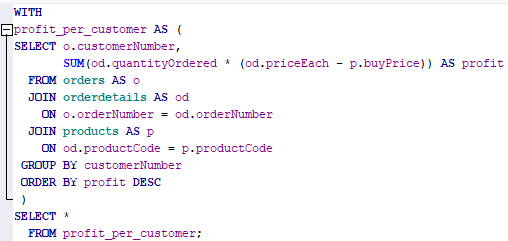 WITH
profit_per_customer AS (
SELECT o.customerNumber,
SUM(od.quantityOrdered * (od.priceEach - p.buyPrice)) AS profit
FROM orders AS o
JOIN orderdetails AS od
ON o.orderNumber = od.orderNumber
JOIN products AS p
ON od.productCode = p.productCode
GROUP BY customerNumber
ORDER BY profit DESC
)
SELECT *
FROM profit_per_customer;